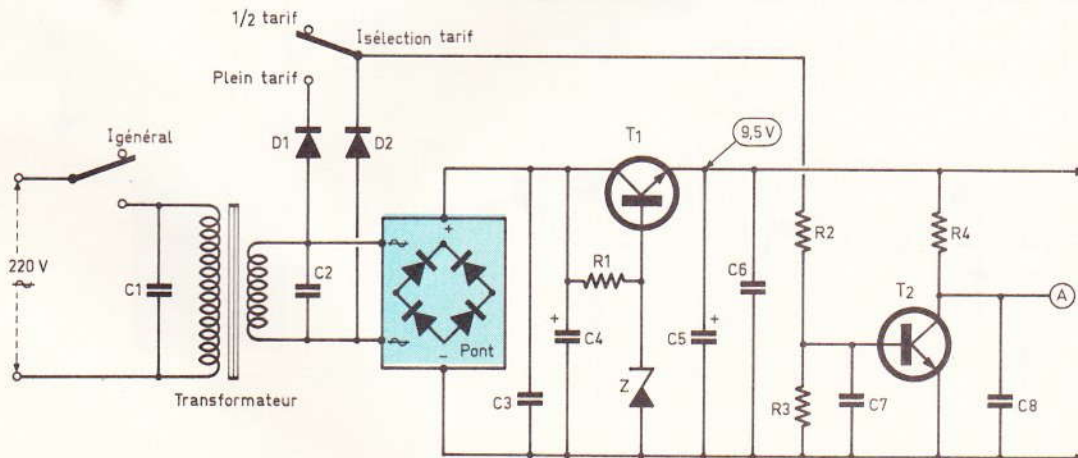 1/2 tarif
Isélection tarif
Plein tarif
Igénéral
D1
D2
T1
9,5 V
+
R1
R2
R4
220 V
C1
C2
C6
T2
A
+
C4
+
C5
Pont
-
Z
C3
R3
C7
C8
Transformateur